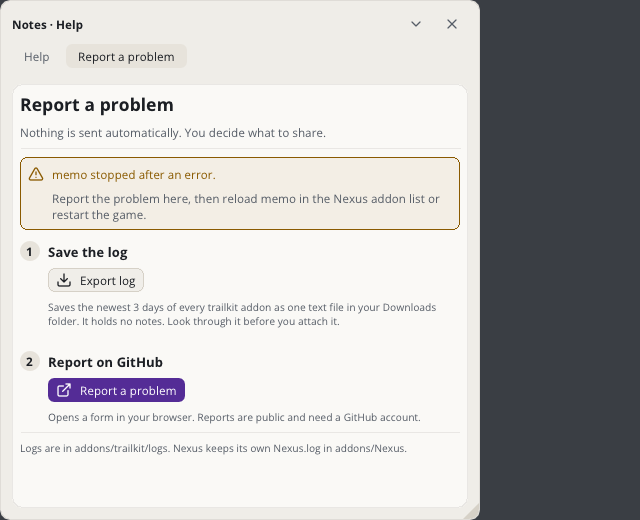 Notes · Help
Help
Report a problem
Report a problem
Nothing is sent automatically. You decide what to share.
memo stopped after an error.
Report the problem here, then reload memo in the Nexus addon list or
restart the game.
1 Save the log
Export log
Saves the newest 3 days of every trailkit addon as one text file in your Downloads
folder. It holds no notes. Look through it before you attach it.
2 Report on GitHub
Report a problem
Opens a form in your browser. Reports are public and need a GitHub account.
Logs are in addons/trailkit/logs. Nexus keeps its own Nexus.log in addons/Nexus.